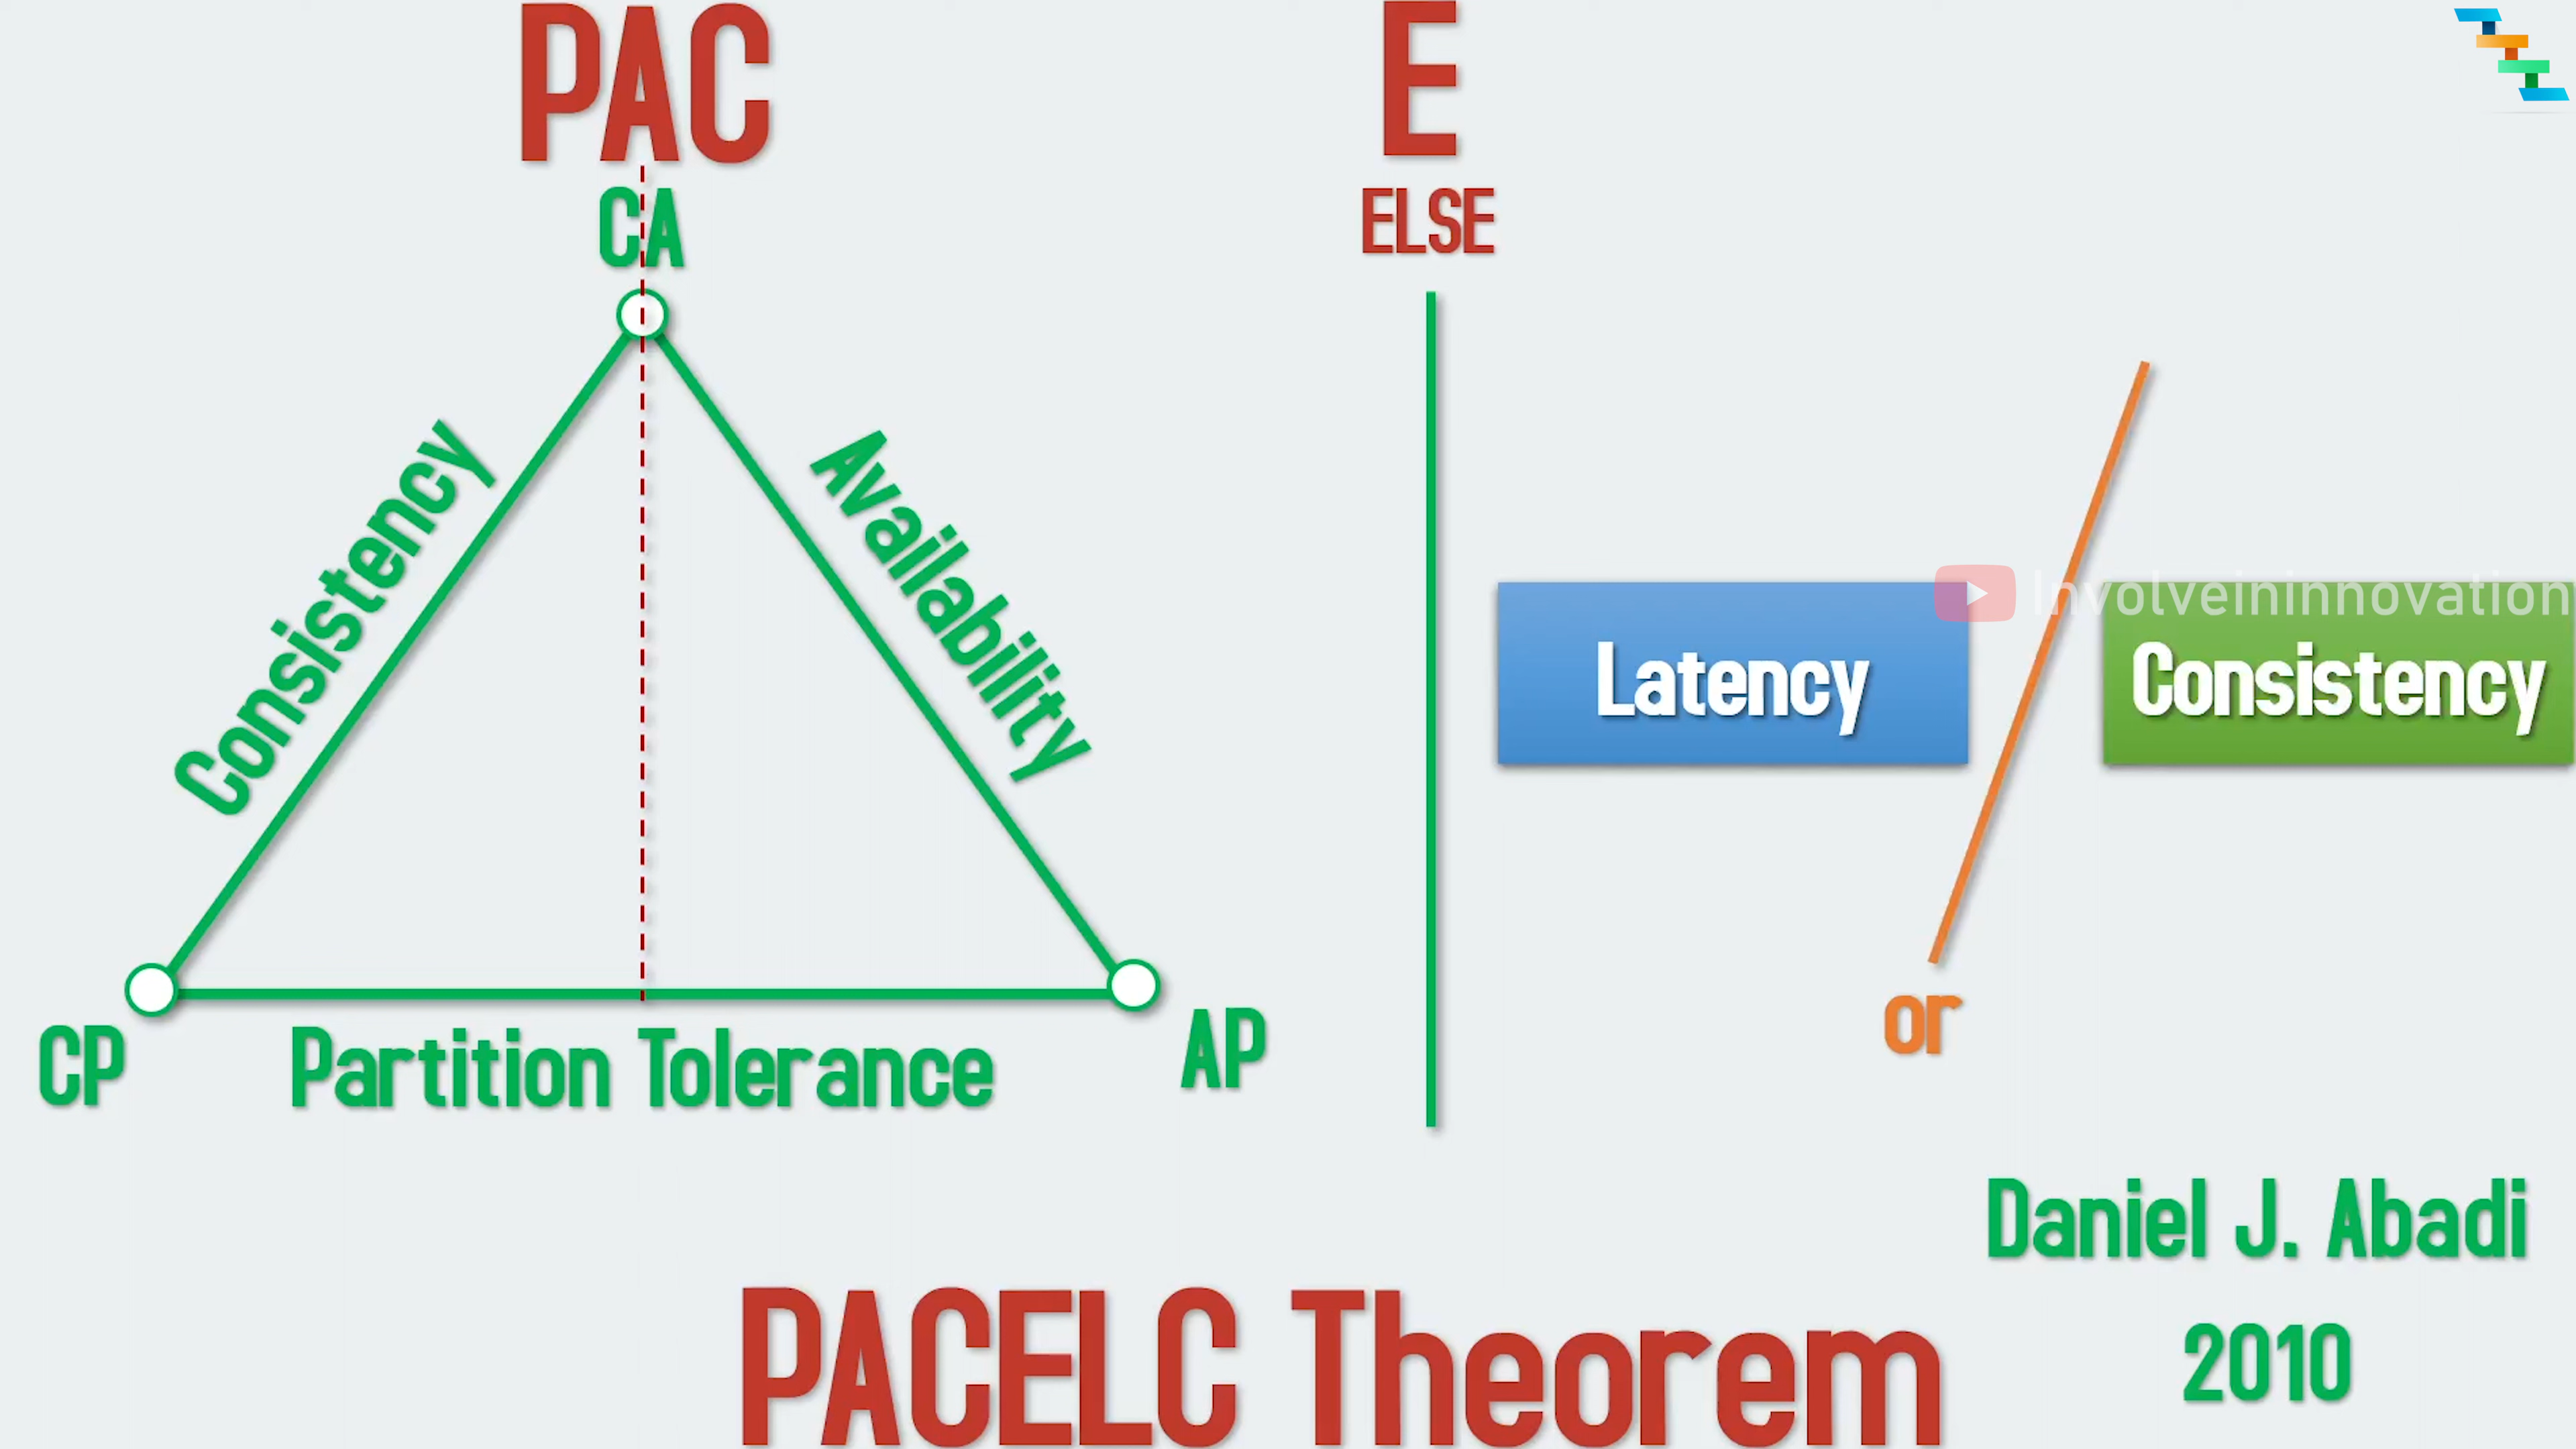 PAC
E
CA
ELSE
Consistency
Availability
Involveininnovation
Latency
Consistency
or
CP
Partition Tolerance
AP
Daniel J. Abadi
2010
PACELC Theorem